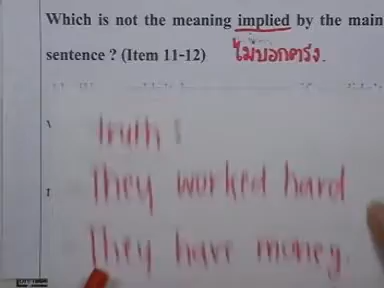 Which is not the meaning implied by the main
sentence ? (Item 11-12) ไม่บอกตรง.
truth
They worked hard
They have money.